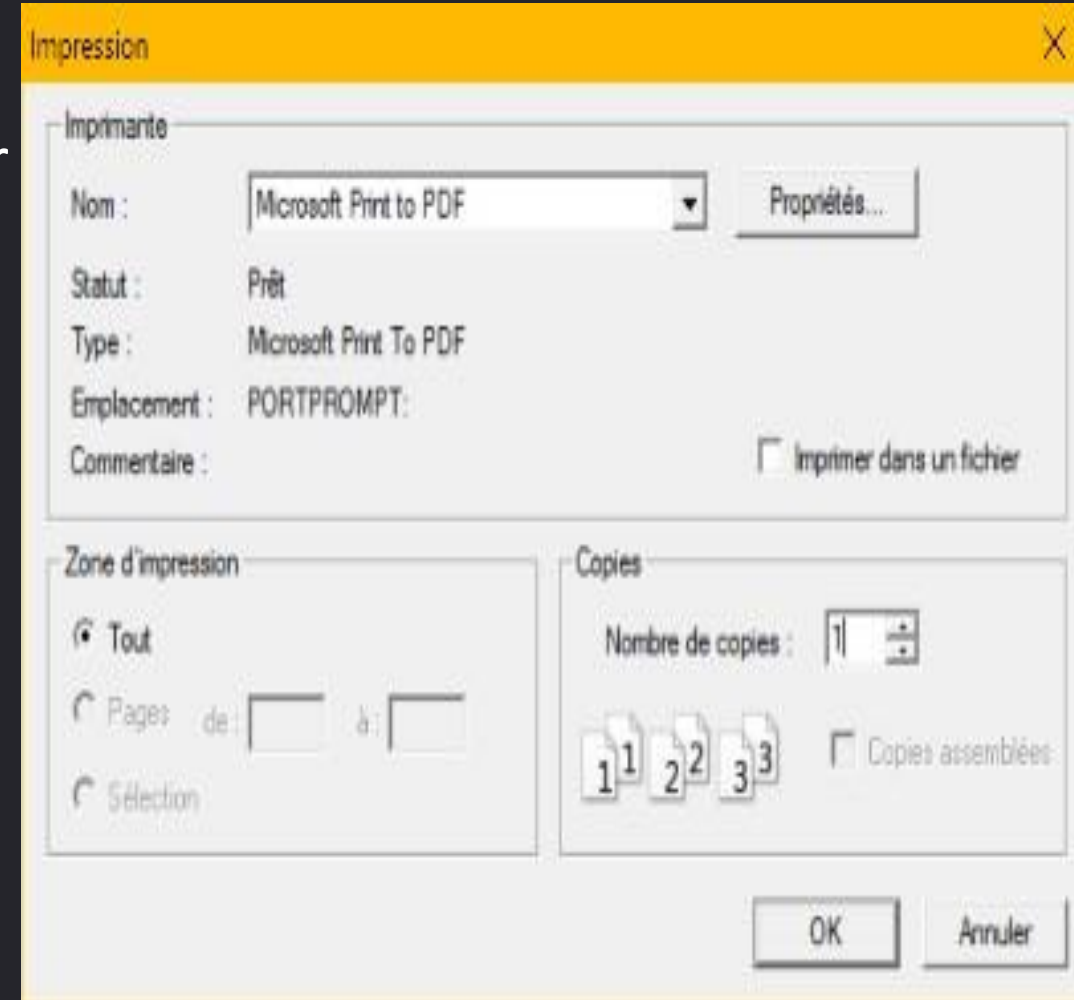 Impression
Imprimante
Nom : Microsoft Print to PDF Propriétés...
Statut : Prêt
Type : Microsoft Print To PDF
Emplacement : PORTPROMPT:
Commentaire : Imprimer dans un fichier
Zone d'impression
Tout
Pages de : à :
Sélection
Copies
Nombre de copies : 1
1 1 2 2 3 3 Copies assemblées
OK Annuler